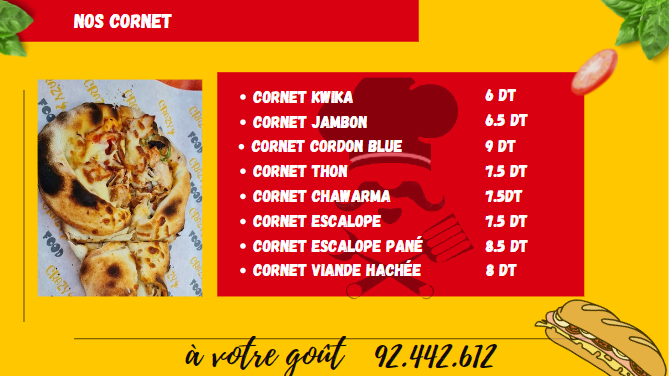 NOS CORNET
• CORNET KWIKA 6 DT
• CORNET JAMBON 6.5 DT
• CORNET CORDON BLUE 9 DT
• CORNET THON 7.5 DT
• CORNET CHAWARMA 7.5DT
• CORNET ESCALOPE 7.5 DT
• CORNET ESCALOPE PANÉ 8.5 DT
• CORNET VIANDE HACHÉE 8 DT
CRAZY
FOOD
à votre goût 92.442.612